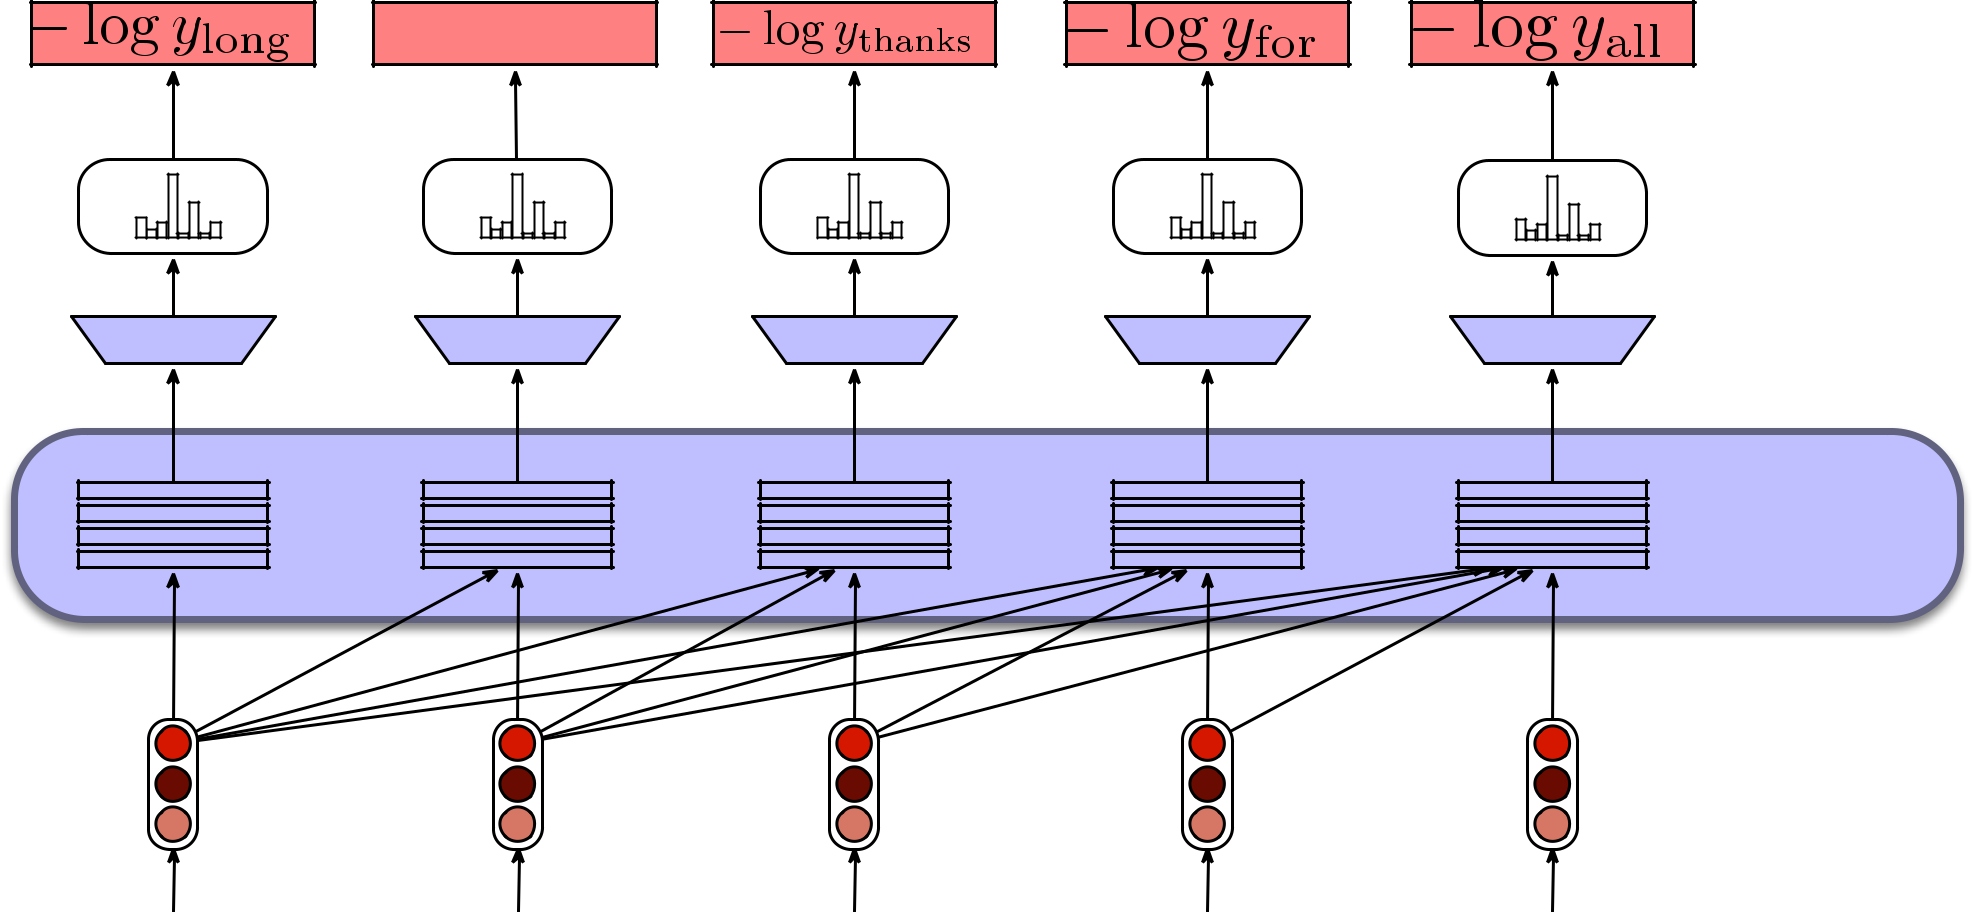 − log y_long
− log y_thanks
− log y_for
− log y_all